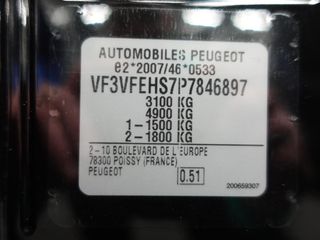 AUTOMOBILES PEUGEOT
e2*2007/46*0533
VF3VFEHS7P7846897
3100 KG
4900 KG
1-1500 KG
2-1800 KG
2-10 BOULEVARD DE L'EUROPE
78300 POISSY (FRANCE)
PEUGEOT 0.51
200659307